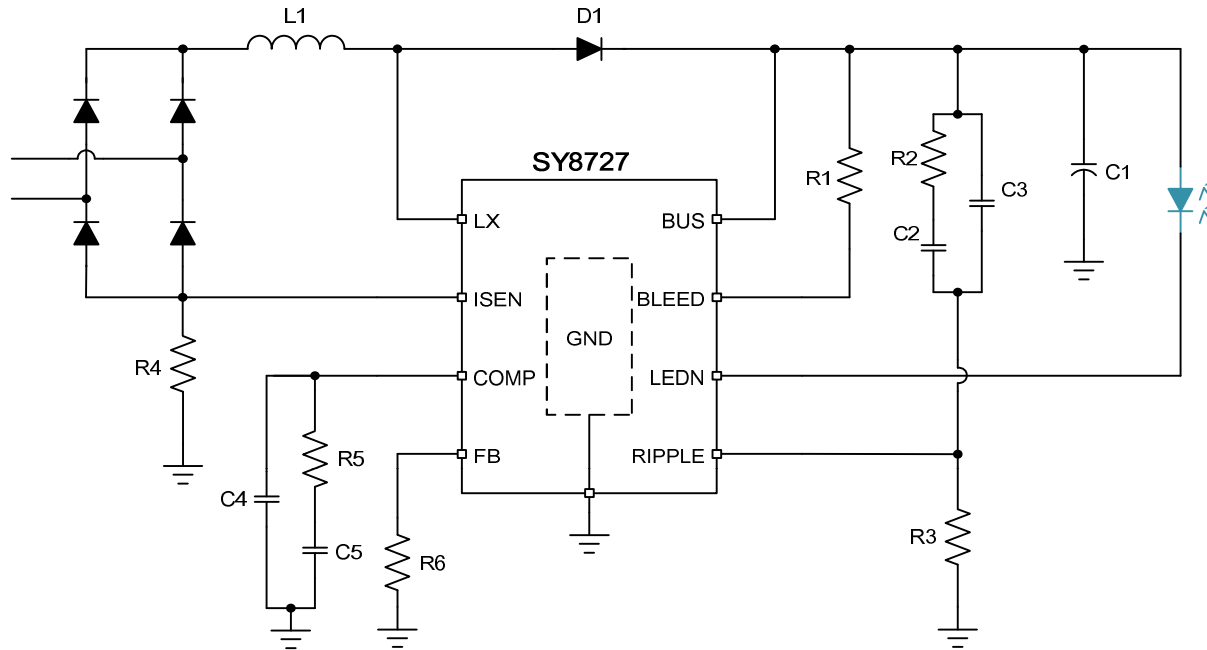 L1
D1
SY8727
R1
R2
C3
C1
C2
LX
BUS
ISEN
BLEED
GND
R4
COMP
LEDN
FB
RIPPLE
R5
C4
C5
R6
R3